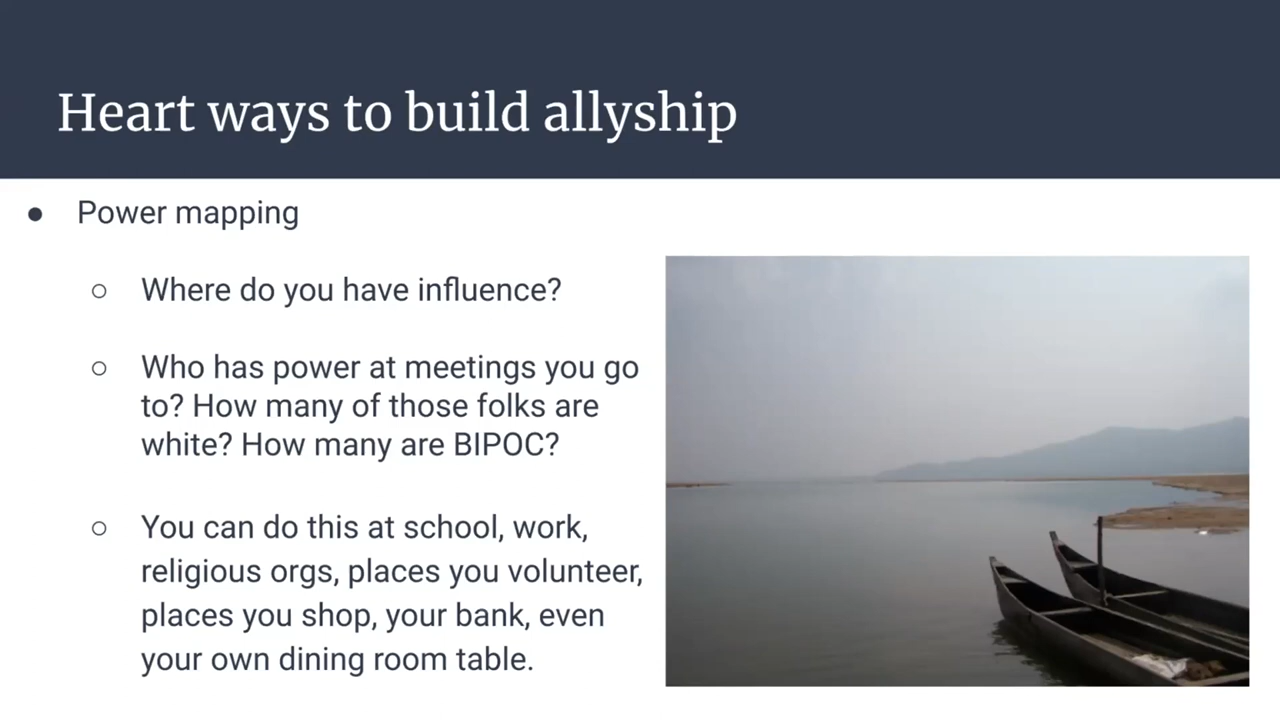 Heart ways to build allyship
● Power mapping
○ Where do you have influence?
○ Who has power at meetings you go
to? How many of those folks are
white? How many are BIPOC?
○ You can do this at school, work,
religious orgs, places you volunteer,
places you shop, your bank, even
your own dining room table.